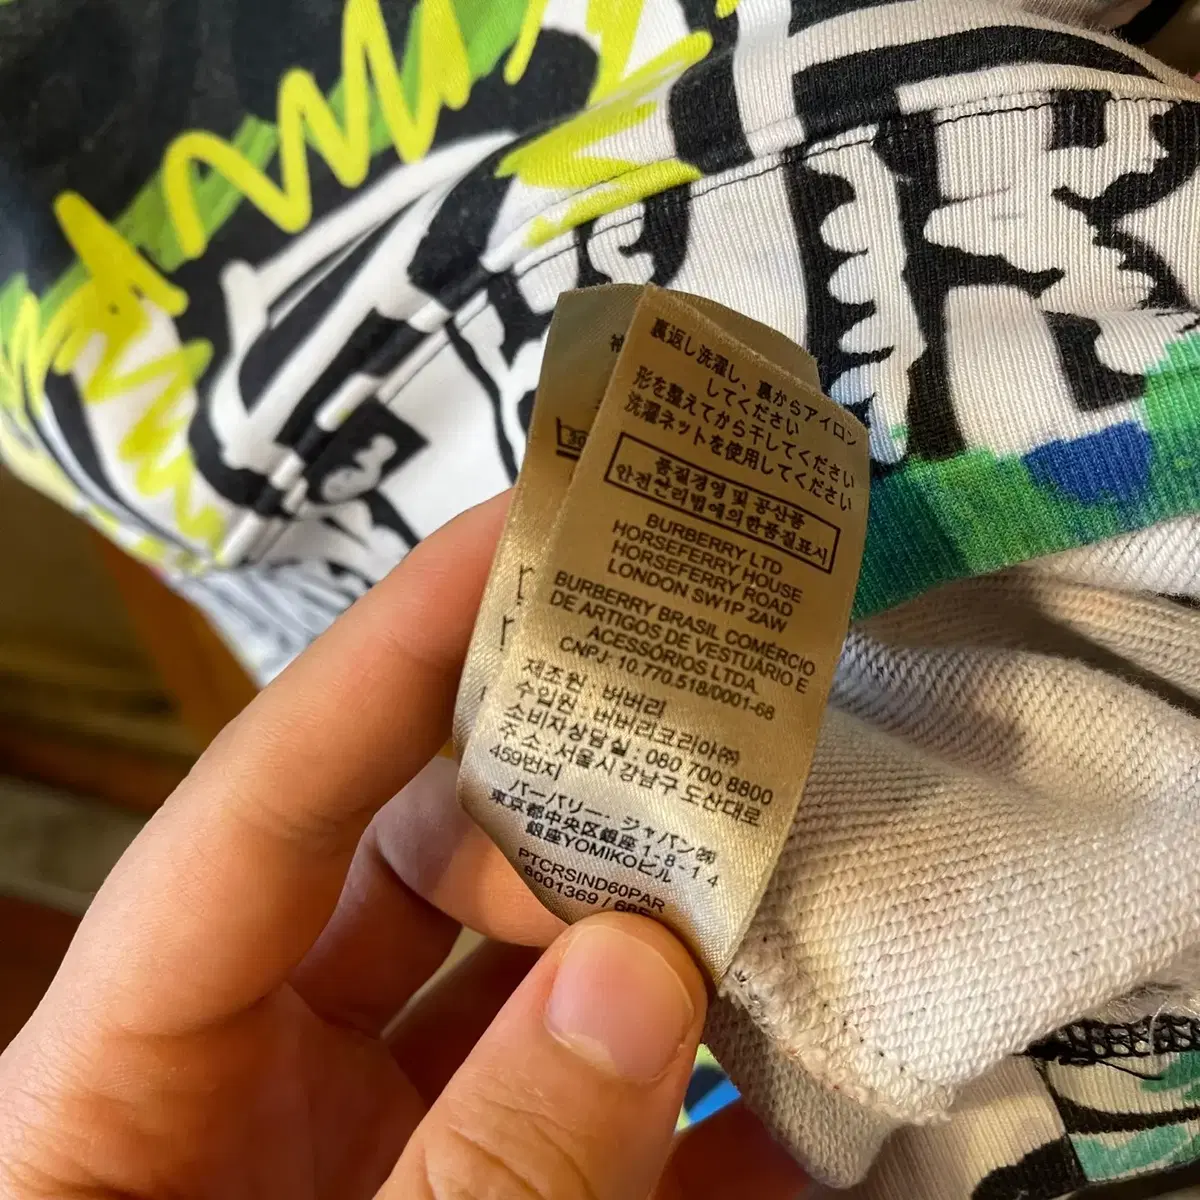 裏返し洗濯し、裏からアイロン
してください
形を整えてから干してください
洗濯ネットを使用してください
품질경영 및 공산품
안전관리법에의한품질표시
BURBERRY LTD
HORSEFERRY HOUSE
HORSEFERRY ROAD
LONDON SW1P 2AW
BURBERRY BRASIL COMÉRCIO
DE ARTIGOS DE VESTUÁRIO E
ACESSÓRIOS LTDA
CNPJ: 10.770.518/0001-68
제조원 : 버버리
수입원 : 버버리코리아㈜
소비자상담실 : 080 700 8800
주소 : 서울시 강남구 도산대로
459번지
バーバリー・ジャパン㈱
東京都中央区銀座1-8-14
銀座YOMIKOビル
PTCRSIND60PAR
8001369 /
30